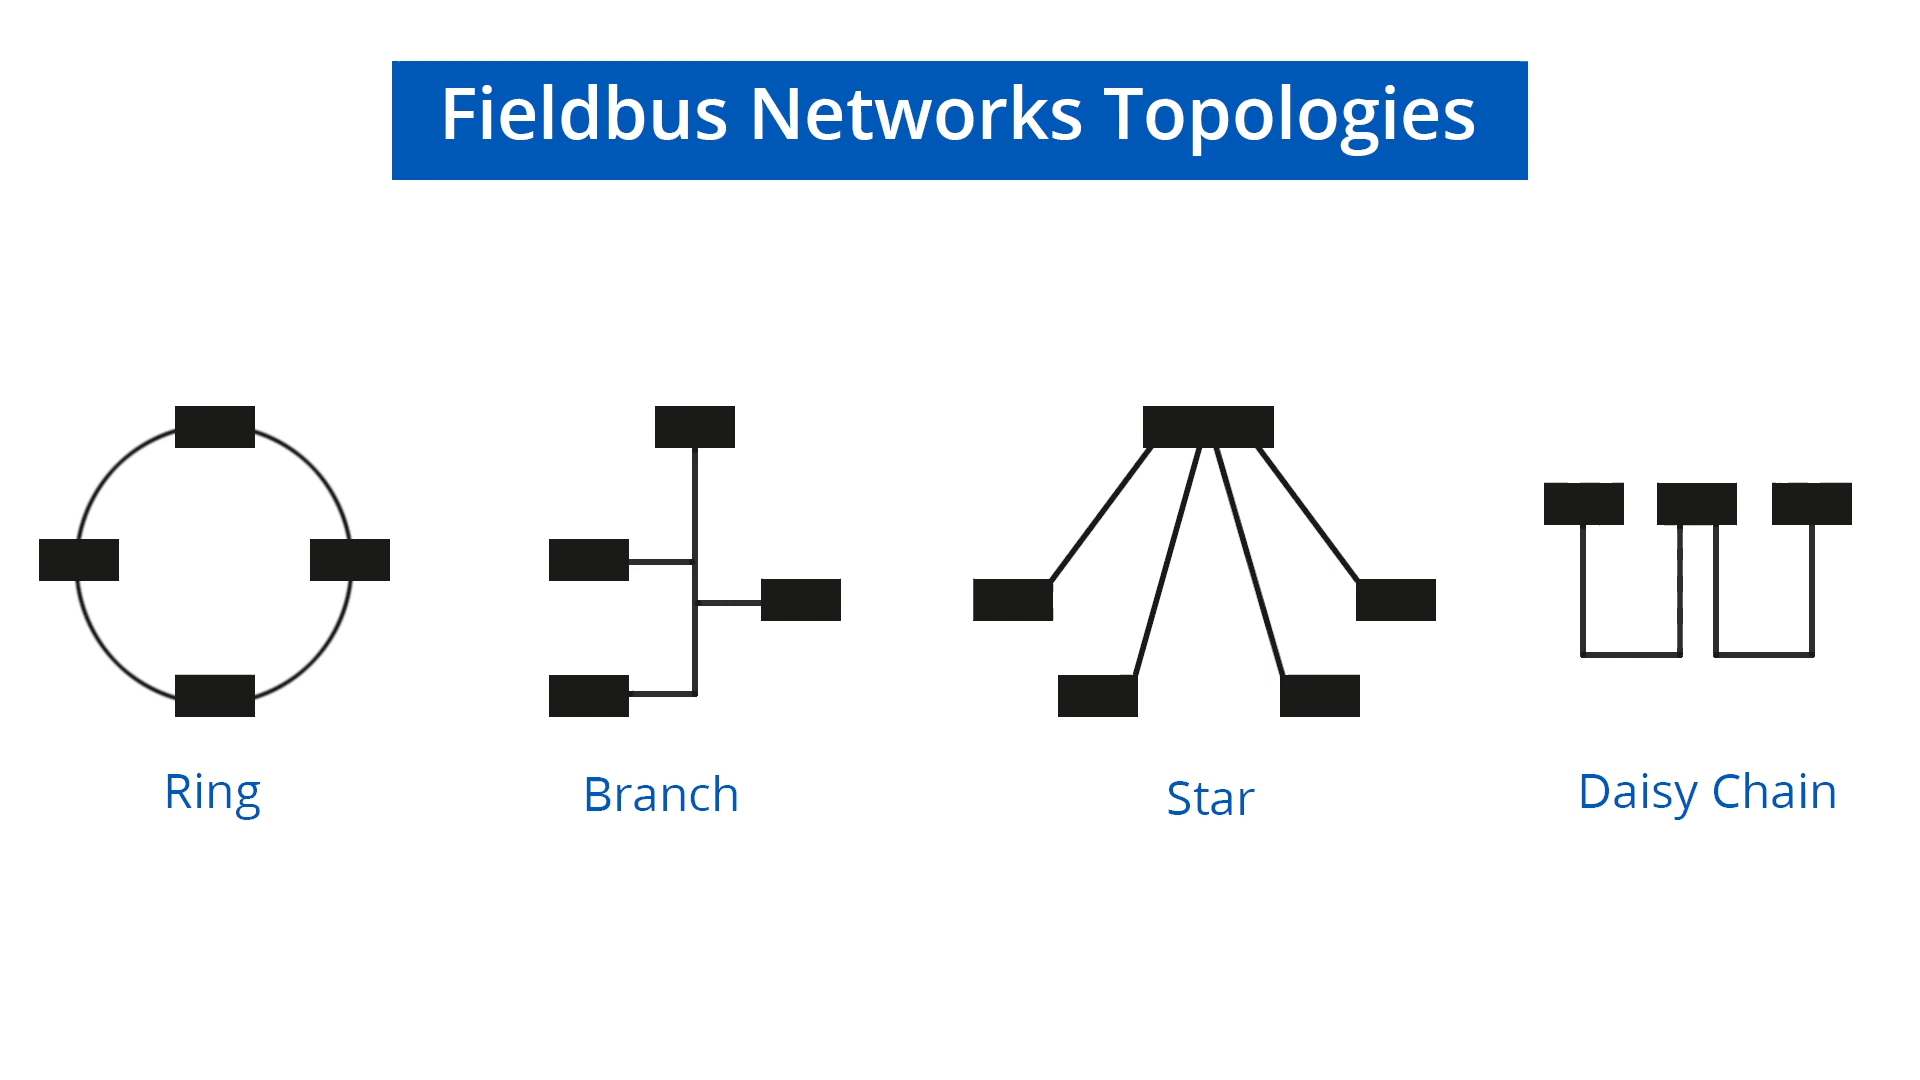 Fieldbus Networks Topologies
Ring
Branch
Star
Daisy Chain